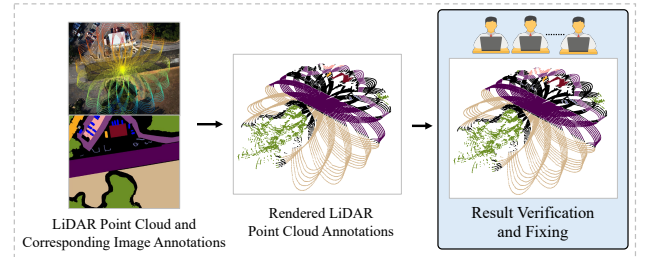 LiDAR Point Cloud and
Corresponding Image Annotations
Rendered LiDAR
Point Cloud Annotations
Result Verification
and Fixing